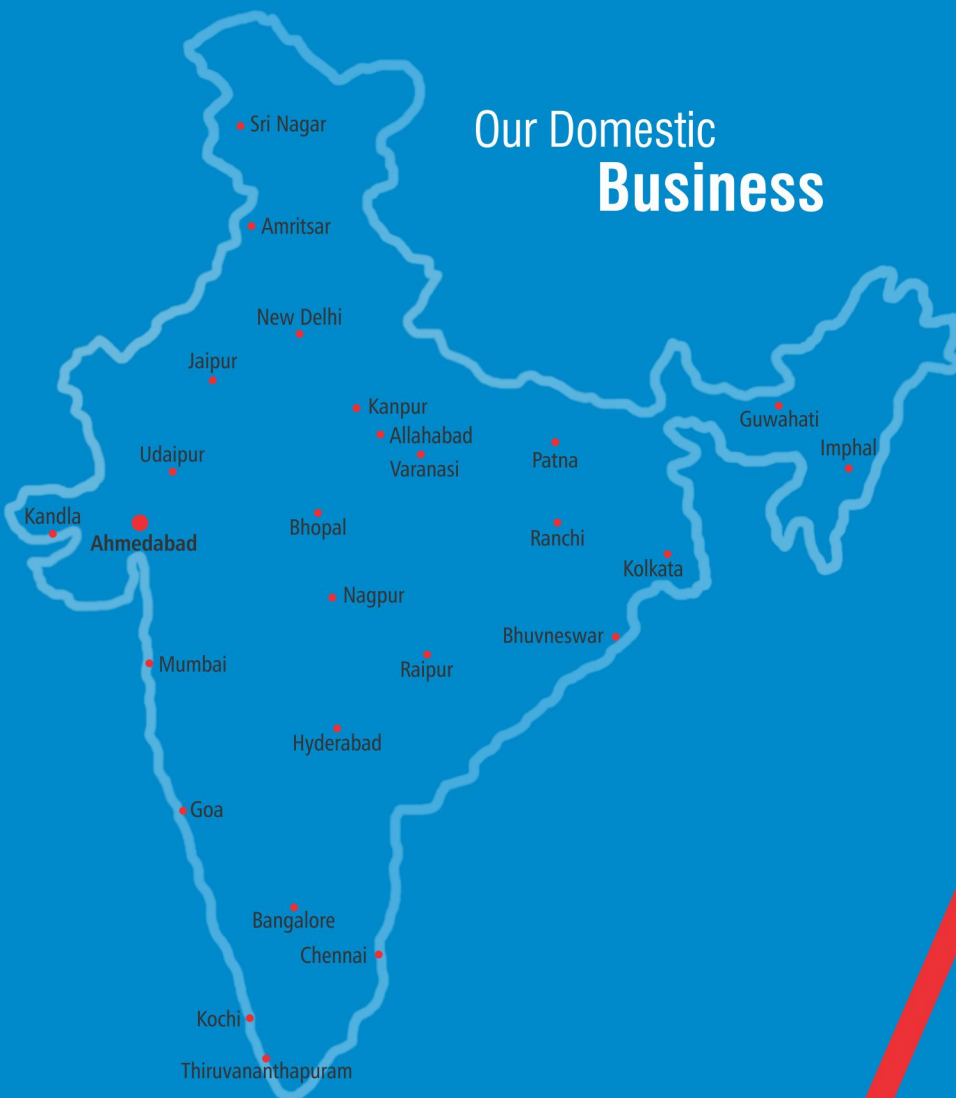 Our Domestic
Business
Sri Nagar
Amritsar
New Delhi
Jaipur
Kanpur
Guwahati
Allahabad
Imphal
Udaipur
Patna
Varanasi
Kandla
Bhopal
Ranchi
Ahmedabad
Kolkata
Nagpur
Bhuvneswar
Mumbai
Raipur
Hyderabad
Goa
Bangalore
Chennai
Kochi
Thiruvananthapuram